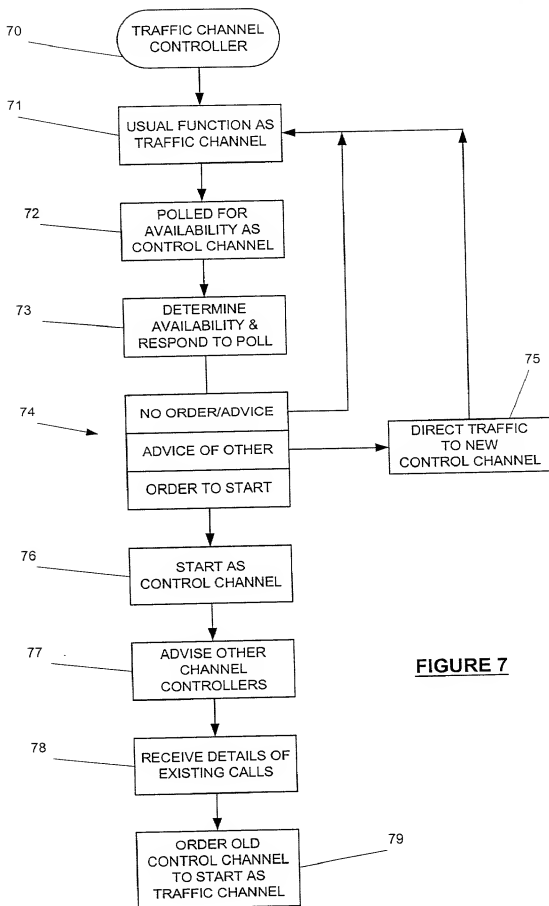 70
TRAFFIC CHANNEL
CONTROLLER
71
USUAL FUNCTION AS
TRAFFIC CHANNEL
72
POLLED FOR
AVAILABILITY AS
CONTROL CHANNEL
73
DETERMINE
AVAILABILITY &
RESPOND TO POLL
74
NO ORDER/ADVICE
ADVICE OF OTHER
ORDER TO START
75
DIRECT TRAFFIC
TO NEW
CONTROL CHANNEL
76
START AS
CONTROL CHANNEL
77
ADVISE OTHER
CHANNEL
CONTROLLERS
FIGURE 7
78
RECEIVE DETAILS OF
EXISTING CALLS
ORDER OLD
CONTROL CHANNEL
TO START AS
TRAFFIC CHANNEL
79